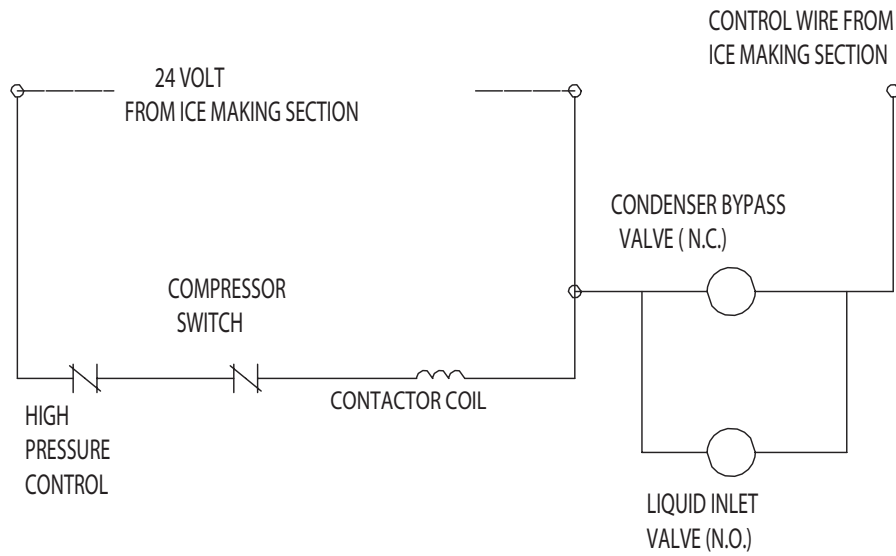 CONTROL WIRE FROM
ICE MAKING SECTION
24 VOLT
FROM ICE MAKING SECTION
CONDENSER BYPASS
VALVE ( N.C.)
COMPRESSOR
SWITCH
CONTACTOR COIL
HIGH
PRESSURE
CONTROL
LIQUID INLET
VALVE (N.O.)